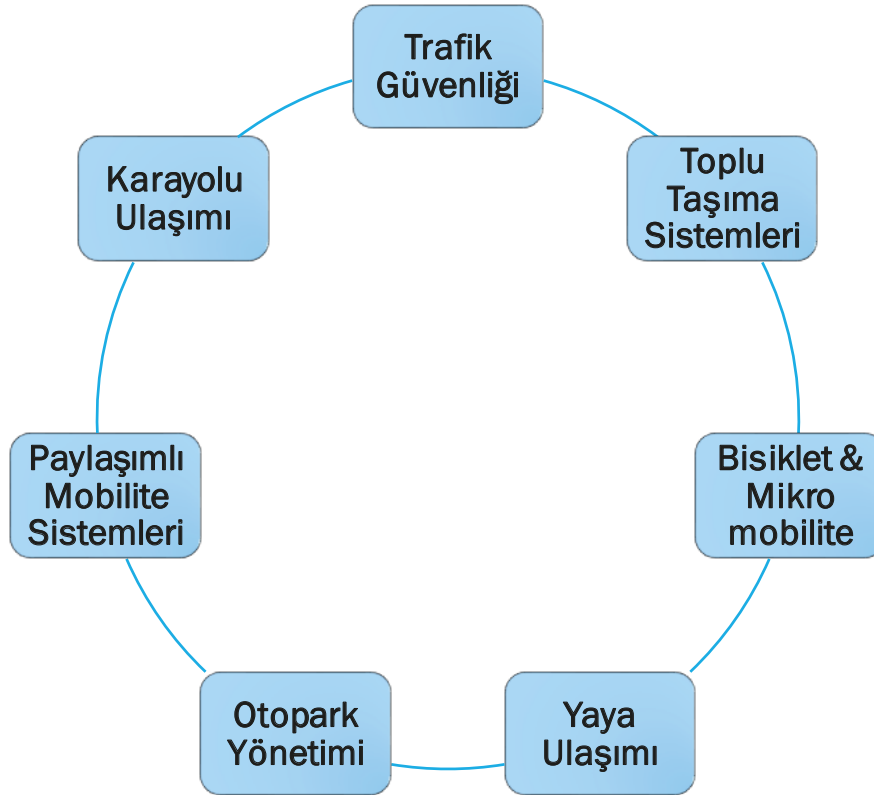 Trafik
Güvenliği
Toplu
Taşıma
Sistemleri
Bisiklet &
Mikro
mobilite
Yaya
Ulaşımı
Otopark
Yönetimi
Paylaşımlı
Mobilite
Sistemleri
Karayolu
Ulaşımı